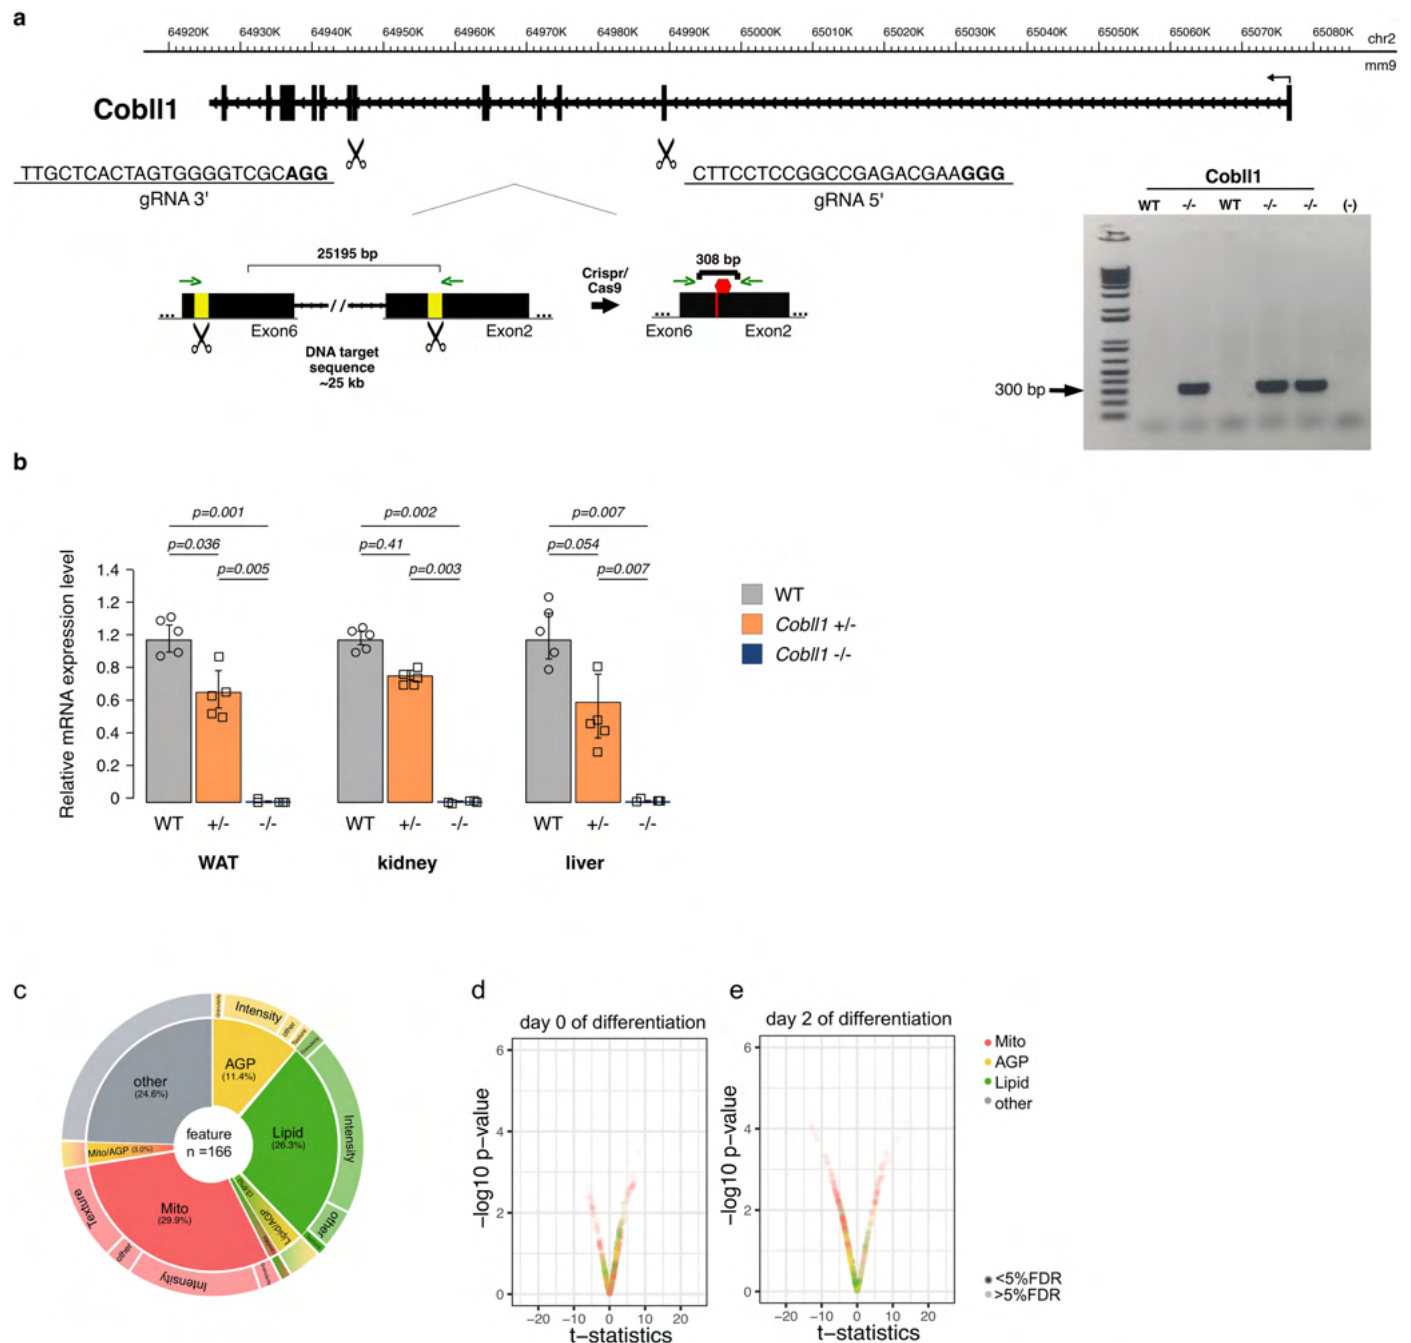 a
64920K 64930K 64940K 64950K 64960K 64970K 64980K 64990K 65000K 65010K 65020K 65030K 65040K 65050K 65060K 65070K 65080K chr2
mm9
Cobll1
TTGCTCACTAGTGGGGTCGCAGG
gRNA 3'
CTTCCTCCGGCCGAGACGAAGGG
gRNA 5'
25195 bp
... Exon6 // Exon2 ...
DNA target
sequence
~25 kb
Crispr/
Cas9
308 bp
... Exon6 Exon2 ...
Cobll1
WT -/- WT -/- -/- (-)
300 bp
b
Relative mRNA expression level
1.4
1.2
1.2
0.8
0.6
0.4
0.2
0
p=0.001
p=0.036
p=0.005
WT +/- -/-
WAT
p=0.002
p=0.41
p=0.003
WT +/- -/-
kidney
p=0.007
p=0.054
p=0.007
WT +/- -/-
liver
WT
Cobll1 +/-
Cobll1 -/-
c
feature
n =166
AGP
(11.4%)
Lipid
(26.3%)
Lipid/AGP
Mito
(29.9%)
Mito/AGP (3.0%)
other
(24.6%)
Intensity
other
Intensity
other
Intensity
other
Texture
d
day 0 of differentiation
−log10 p−value
6
4
2
0
−20 −10 0 10 20
t−statistics
e
day 2 of differentiation
−log10 p−value
6
4
2
0
−20 −10 0 10 20
t−statistics
Mito
AGP
Lipid
other
<5%FDR
>5%FDR